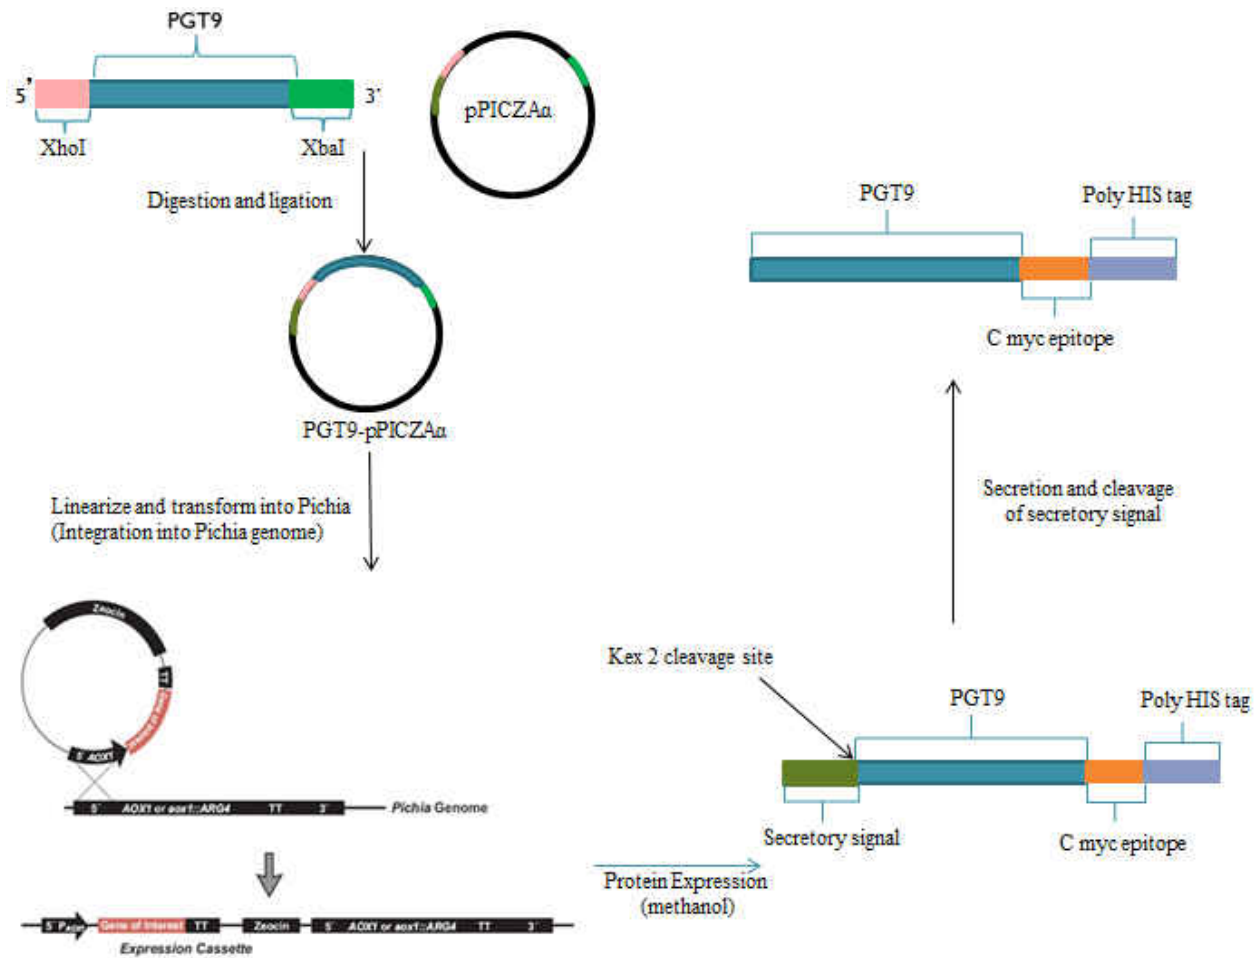 PGT9
5'
3'
XhoI
XbaI
pPICZAα
Digestion and ligation
PGT9-pPICZAα
Linearize and transform into Pichia
(Integration into Pichia genome)
Zeocin
TT
5' AOX1
5' AOX1 or aox1::ARG4 TT 3'
Pichia Genome
5' PAOX1 Gene of Interest TT Zeocin 5' AOX1 or aox1::ARG4 TT 3'
Expression Cassette
Protein Expression
(methanol)
Kex 2 cleavage site
PGT9
Poly HIS tag
Secretory signal
C myc epitope
Secretion and cleavage
of secretory signal
PGT9
Poly HIS tag
C myc epitope